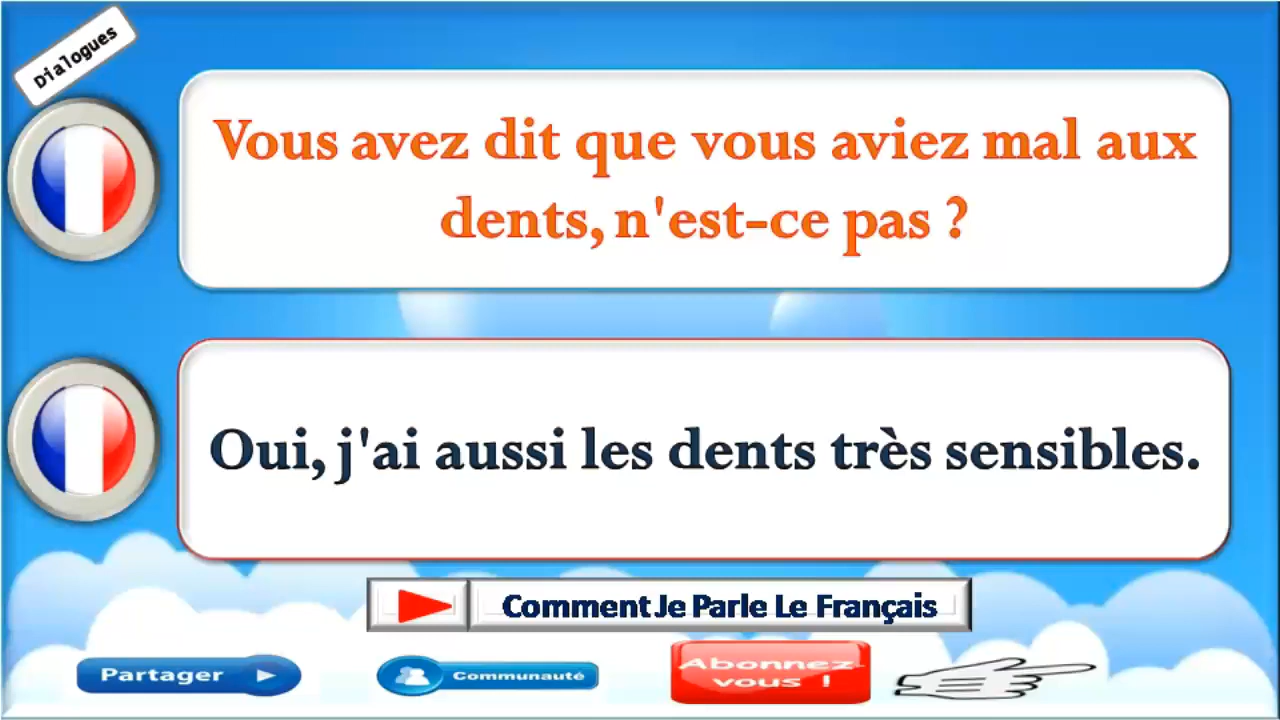 Dialogues
Vous avez dit que vous aviez mal aux
dents, n'est-ce pas ?
Oui, j'ai aussi les dents très sensibles.
Comment Je Parle Le Français
Partager
Communauté
Abonnez
vous !